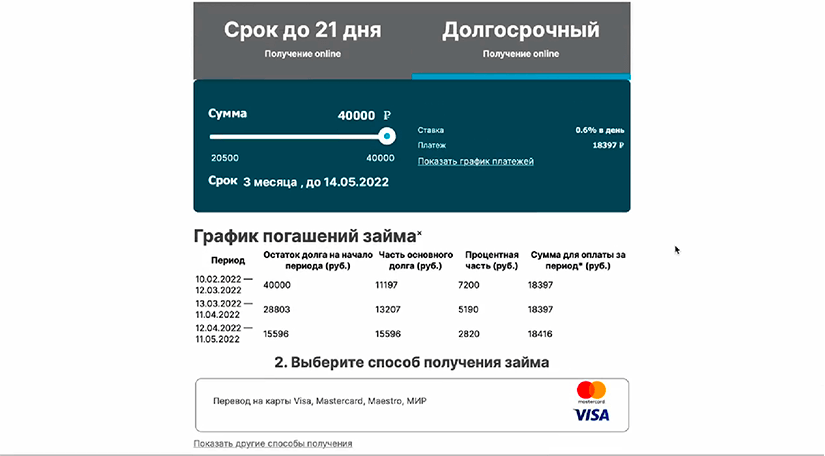 Срок до 21 дня
Получение online
Долгосрочный
Получение online
Сумма 40000 ₽
20500 40000
Срок 3 месяца , до 14.05.2022
Ставка 0.6% в день
Платеж 18397 ₽
Показать график платежей
График погашений займа×
Период Остаток долга на начало периода (руб.) Часть основного долга (руб.) Процентная часть (руб.) Сумма для оплаты за период* (руб.)
10.02.2022 — 12.03.2022 40000 11197 7200 18397
13.03.2022 — 11.04.2022 28803 13207 5190 18397
12.04.2022 — 11.05.2022 15596 15596 2820 18416
2. Выберите способ получения займа
Перевод на карты Visa, Mastercard, Maestro, МИР
mastercard
VISA
Показать другие способы получения